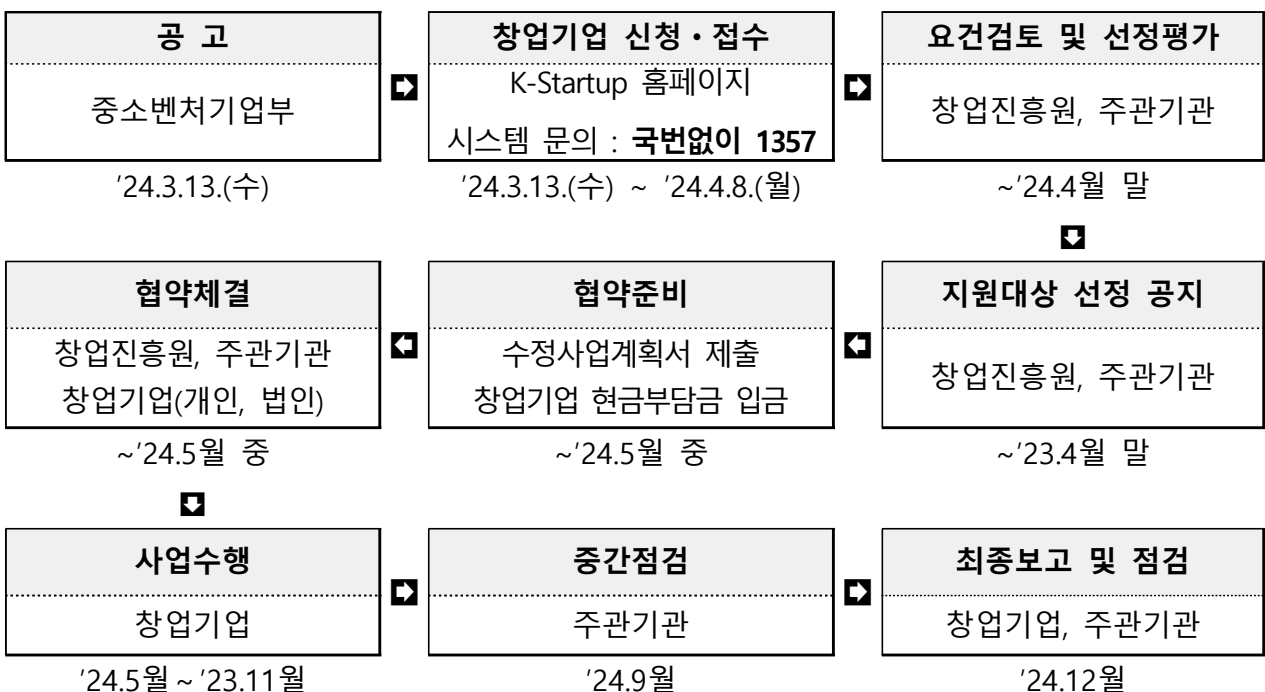 공 고
중소벤처기업부
'24.3.13.(수)
창업기업 신청・접수
K-Startup 홈페이지
시스템 문의 : 국번없이 1357
'24.3.13.(수) ~ '24.4.8.(월)
요건검토 및 선정평가
창업진흥원, 주관기관
~'24.4월 말
지원대상 선정 공지
창업진흥원, 주관기관
~'23.4월 말
협약준비
수정사업계획서 제출
창업기업 현금부담금 입금
~'24.5월 중
협약체결
창업진흥원, 주관기관
창업기업(개인, 법인)
~'24.5월 중
사업수행
창업기업
'24.5월 ~ '23.11월
중간점검
주관기관
'24.9월
최종보고 및 점검
창업기업, 주관기관
'24.12월